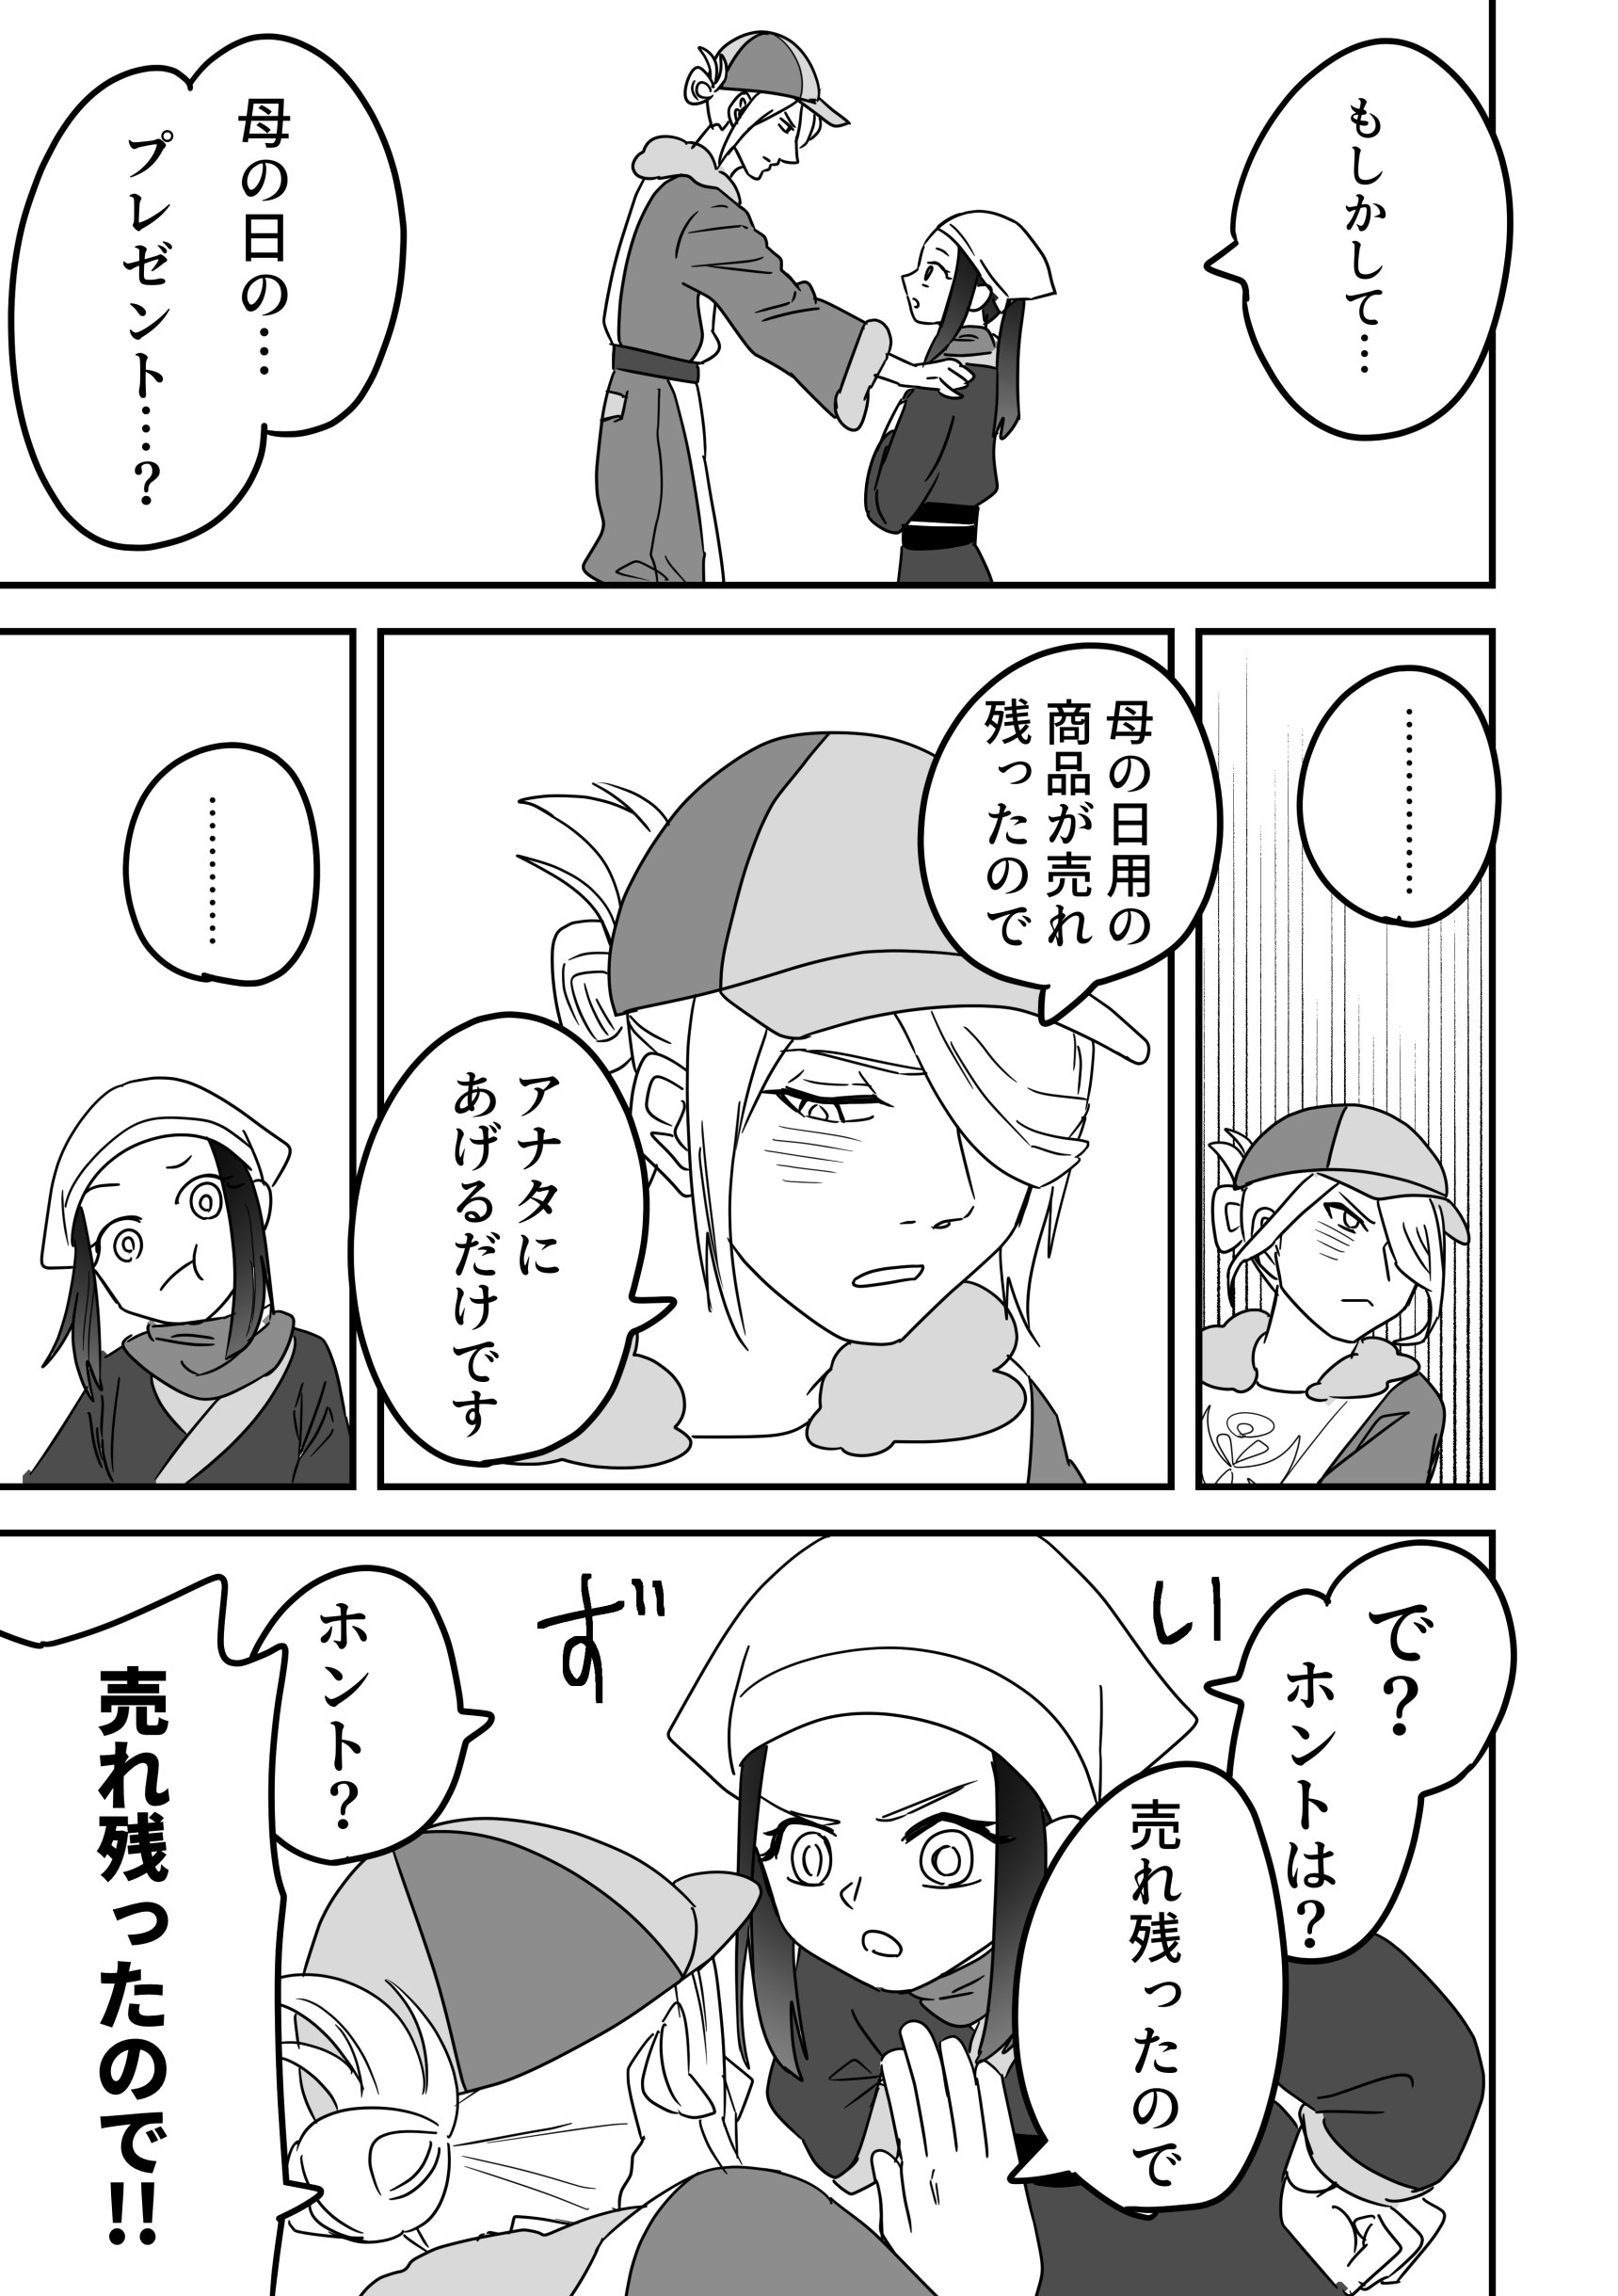 もしかして…
母の日の…
プレゼント……?
…………
母の日用の
商品が売れ
残ったので
アナタに
あげるだけです
…………
で?
ホントは?
ずい
売れ残ったので
ホント?
売れ残ったので!!